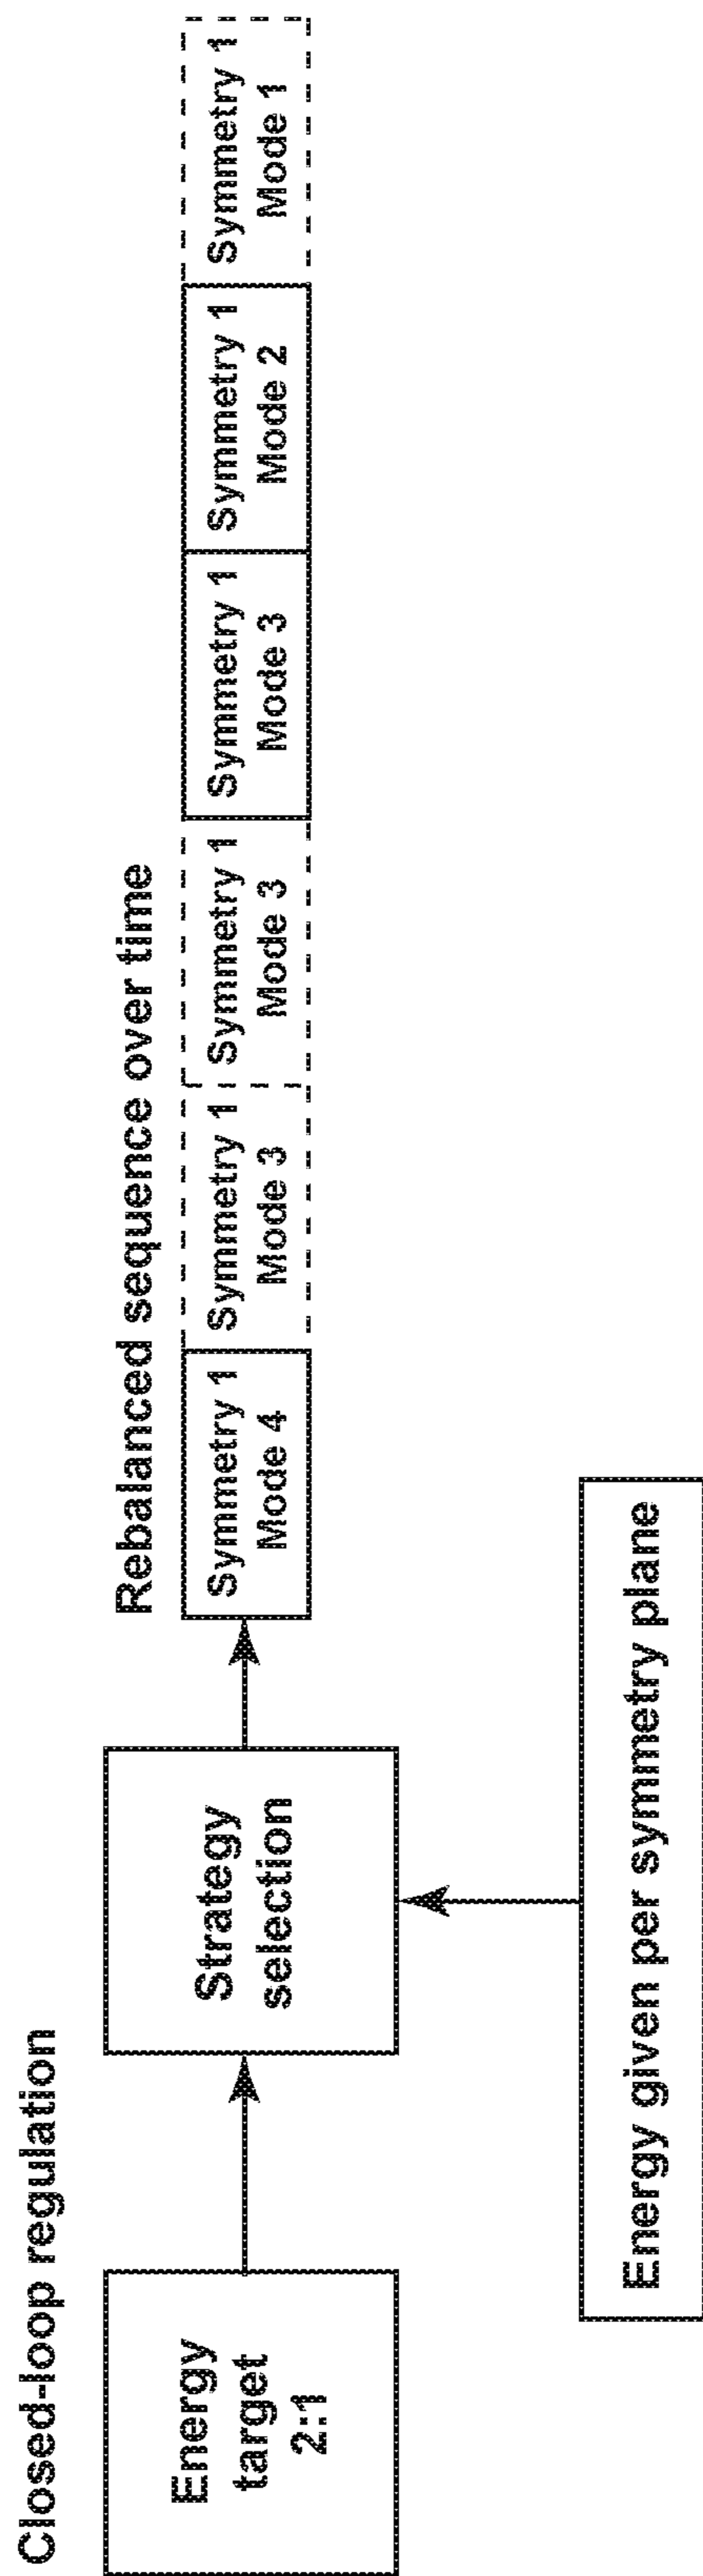 Closed-loop regulation
Energy
target
2:1
Strategy
selection
Energy given per symmetry plane
Rebalanced sequence over time
Symmetry 1
Mode 4
Symmetry 1
Mode 3
Symmetry 1
Mode 3
Symmetry 1
Mode 3
Symmetry 1
Mode 2
Symmetry 1
Mode 1